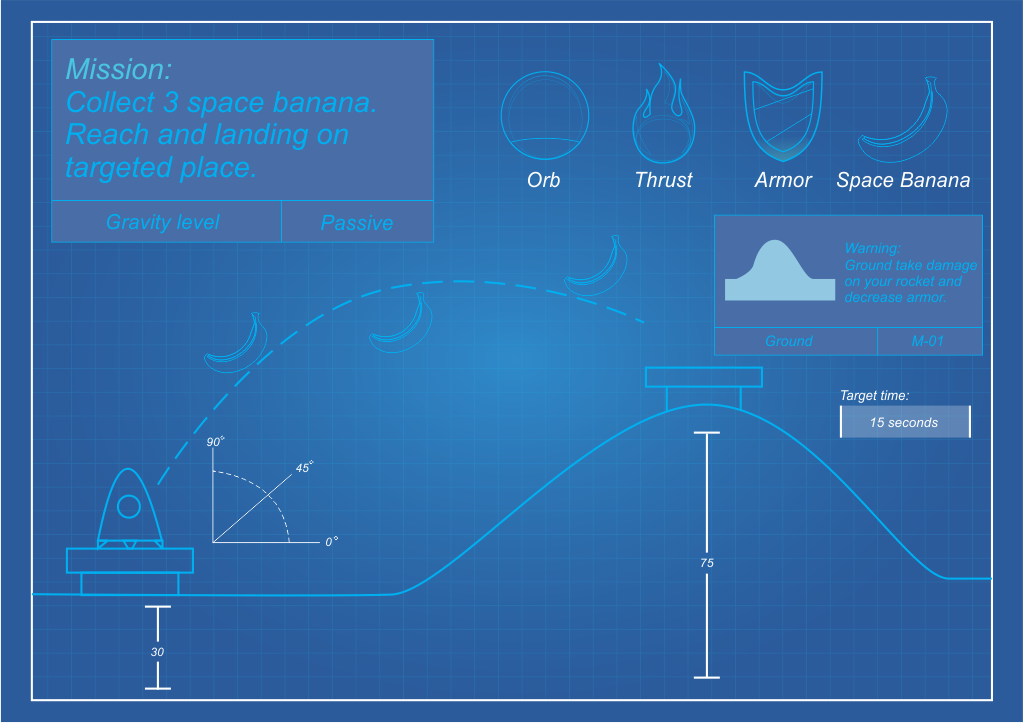 Mission:
Collect 3 space banana.
Reach and landing on
targeted place.
Gravity level
Passive
Orb
Thrust
Armor
Space Banana
Warning:
Ground take damage
on your rocket and
decrease armor.
Ground
M-01
Target time:
15 seconds
90°
45°
0°
75
30